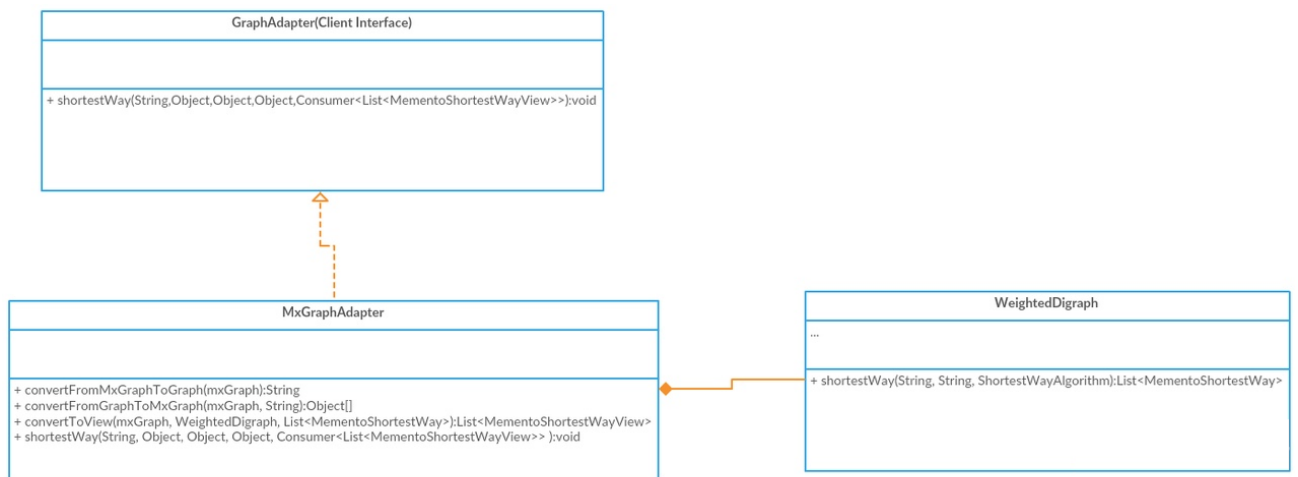 GraphAdapter(Client Interface)
+ shortestWay(String,Object,Object,Object,Consumer<List<MementoShortestWayView>>):void
MxGraphAdapter
+ convertFromMxGraphToGraph(mxGraph):String
+ convertFromGraphToMxGraph(mxGraph, String):Object[]
+ convertToView(mxGraph, WeightedDigraph, List<MementoShortestWay>):List<MementoShortestWayView>
+ shortestWay(String, Object, Object, Object, Consumer<List<MementoShortestWayView>> ):void
WeightedDigraph
...
+ shortestWay(String, String, ShortestWayAlgorithm):List<MementoShortestWay>